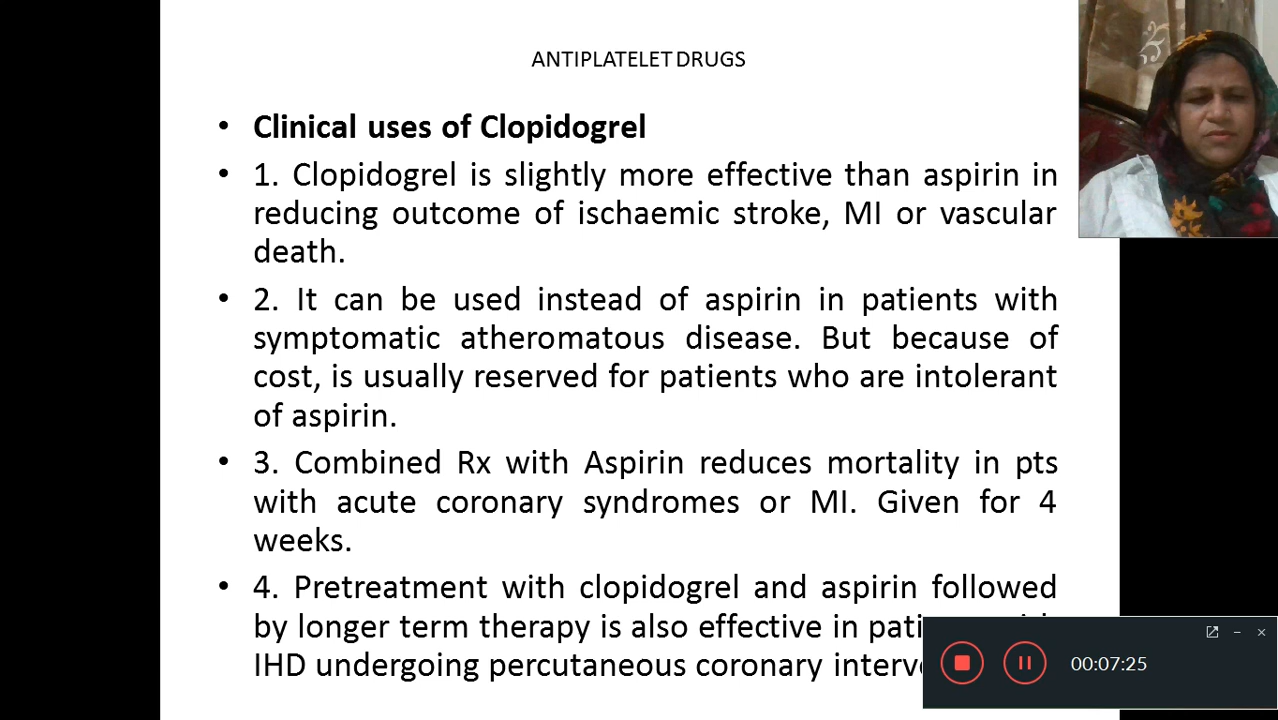 ANTIPLATELET DRUGS
• Clinical uses of Clopidogrel
• 1. Clopidogrel is slightly more effective than aspirin in
reducing outcome of ischaemic stroke, MI or vascular
death.
• 2. It can be used instead of aspirin in patients with
symptomatic atheromatous disease. But because of
cost, is usually reserved for patients who are intolerant
of aspirin.
• 3. Combined Rx with Aspirin reduces mortality in pts
with acute coronary syndromes or MI. Given for 4
weeks.
• 4. Pretreatment with clopidogrel and aspirin followed
by longer term therapy is also effective in
IHD undergoing percutaneous coronary
00:07:25